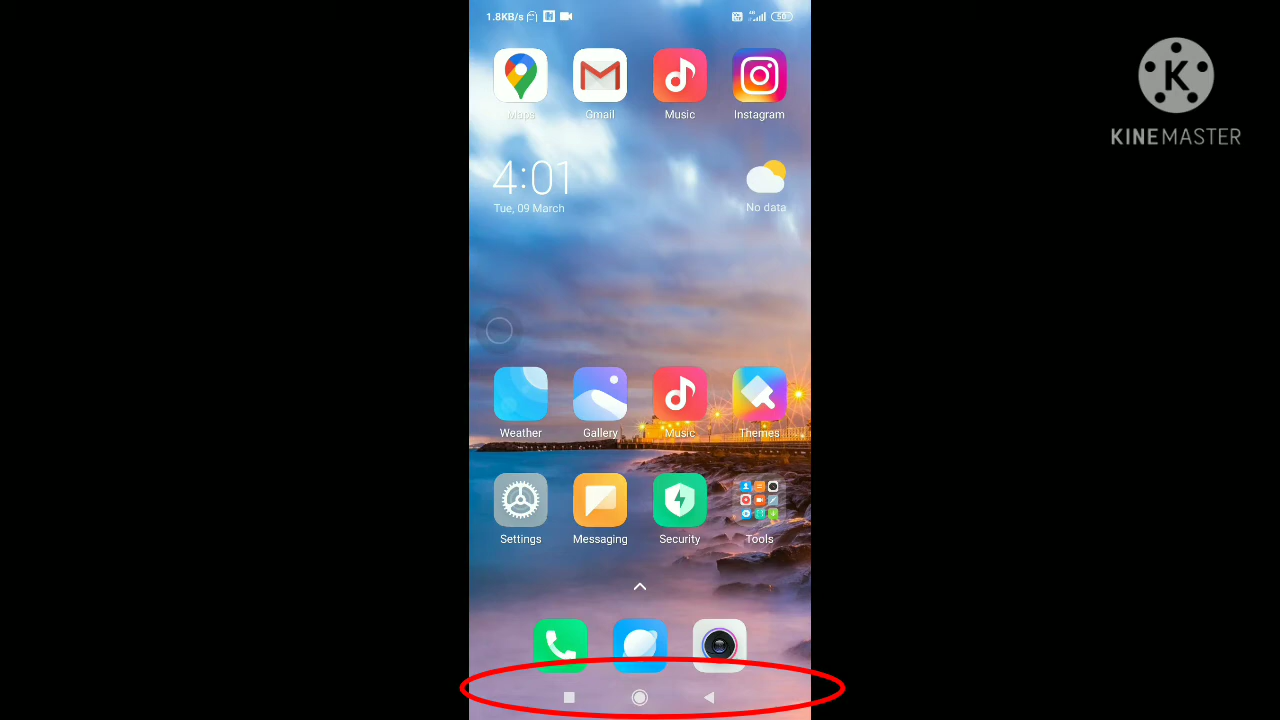 1.8KB/s
50
Maps Gmail Music Instagram
4:01
Tue, 09 March
No data
Weather Gallery Music Themes
Settings Messaging Security Tools
K
KINEMASTER